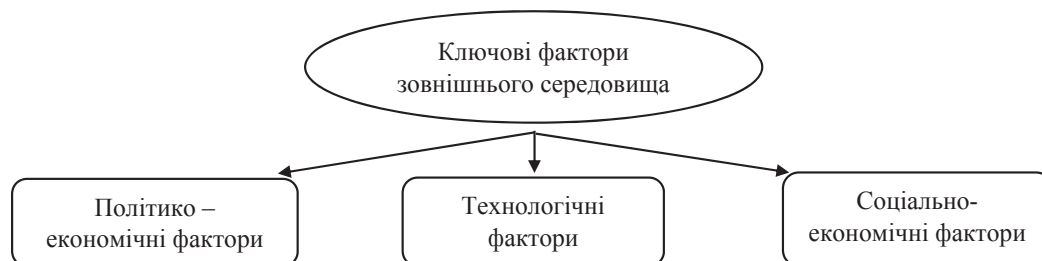 Ключові фактори
зовнішнього середовища
Політико –
економічні фактори
Технологічні
фактори
Соціально-
економічні фактори